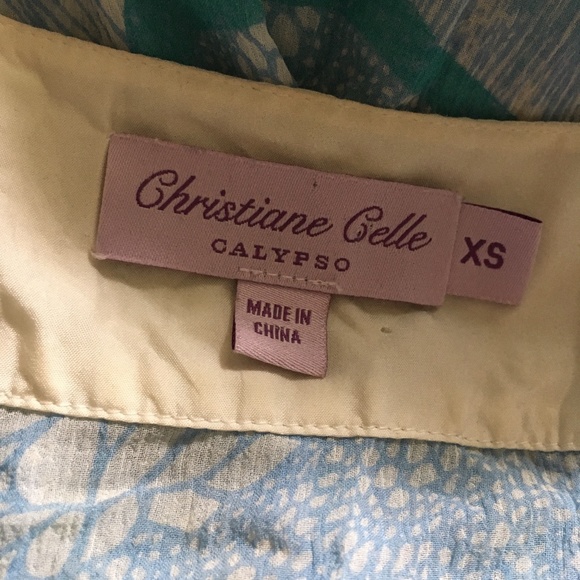 Christiane Celle
CALYPSO
XS
MADE IN
CHINA